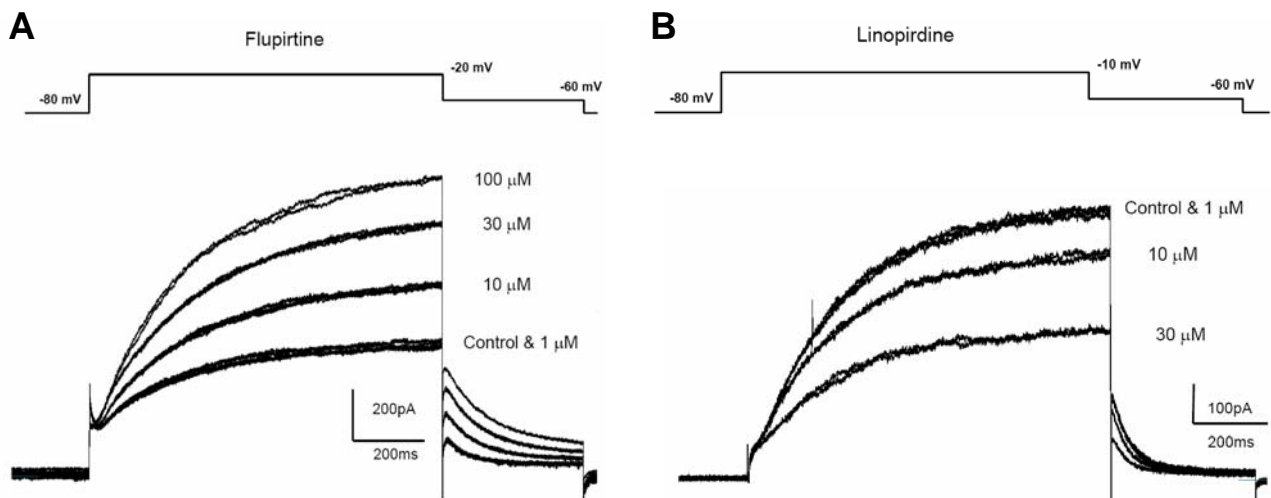 A
Flupirtine
-80 mV
-20 mV
-60 mV
100 μM
30 μM
10 μM
Control & 1 μM
200pA
200ms
B
Linopirdine
-80 mV
-10 mV
-60 mV
Control & 1 μM
10 μM
30 μM
100pA
200ms